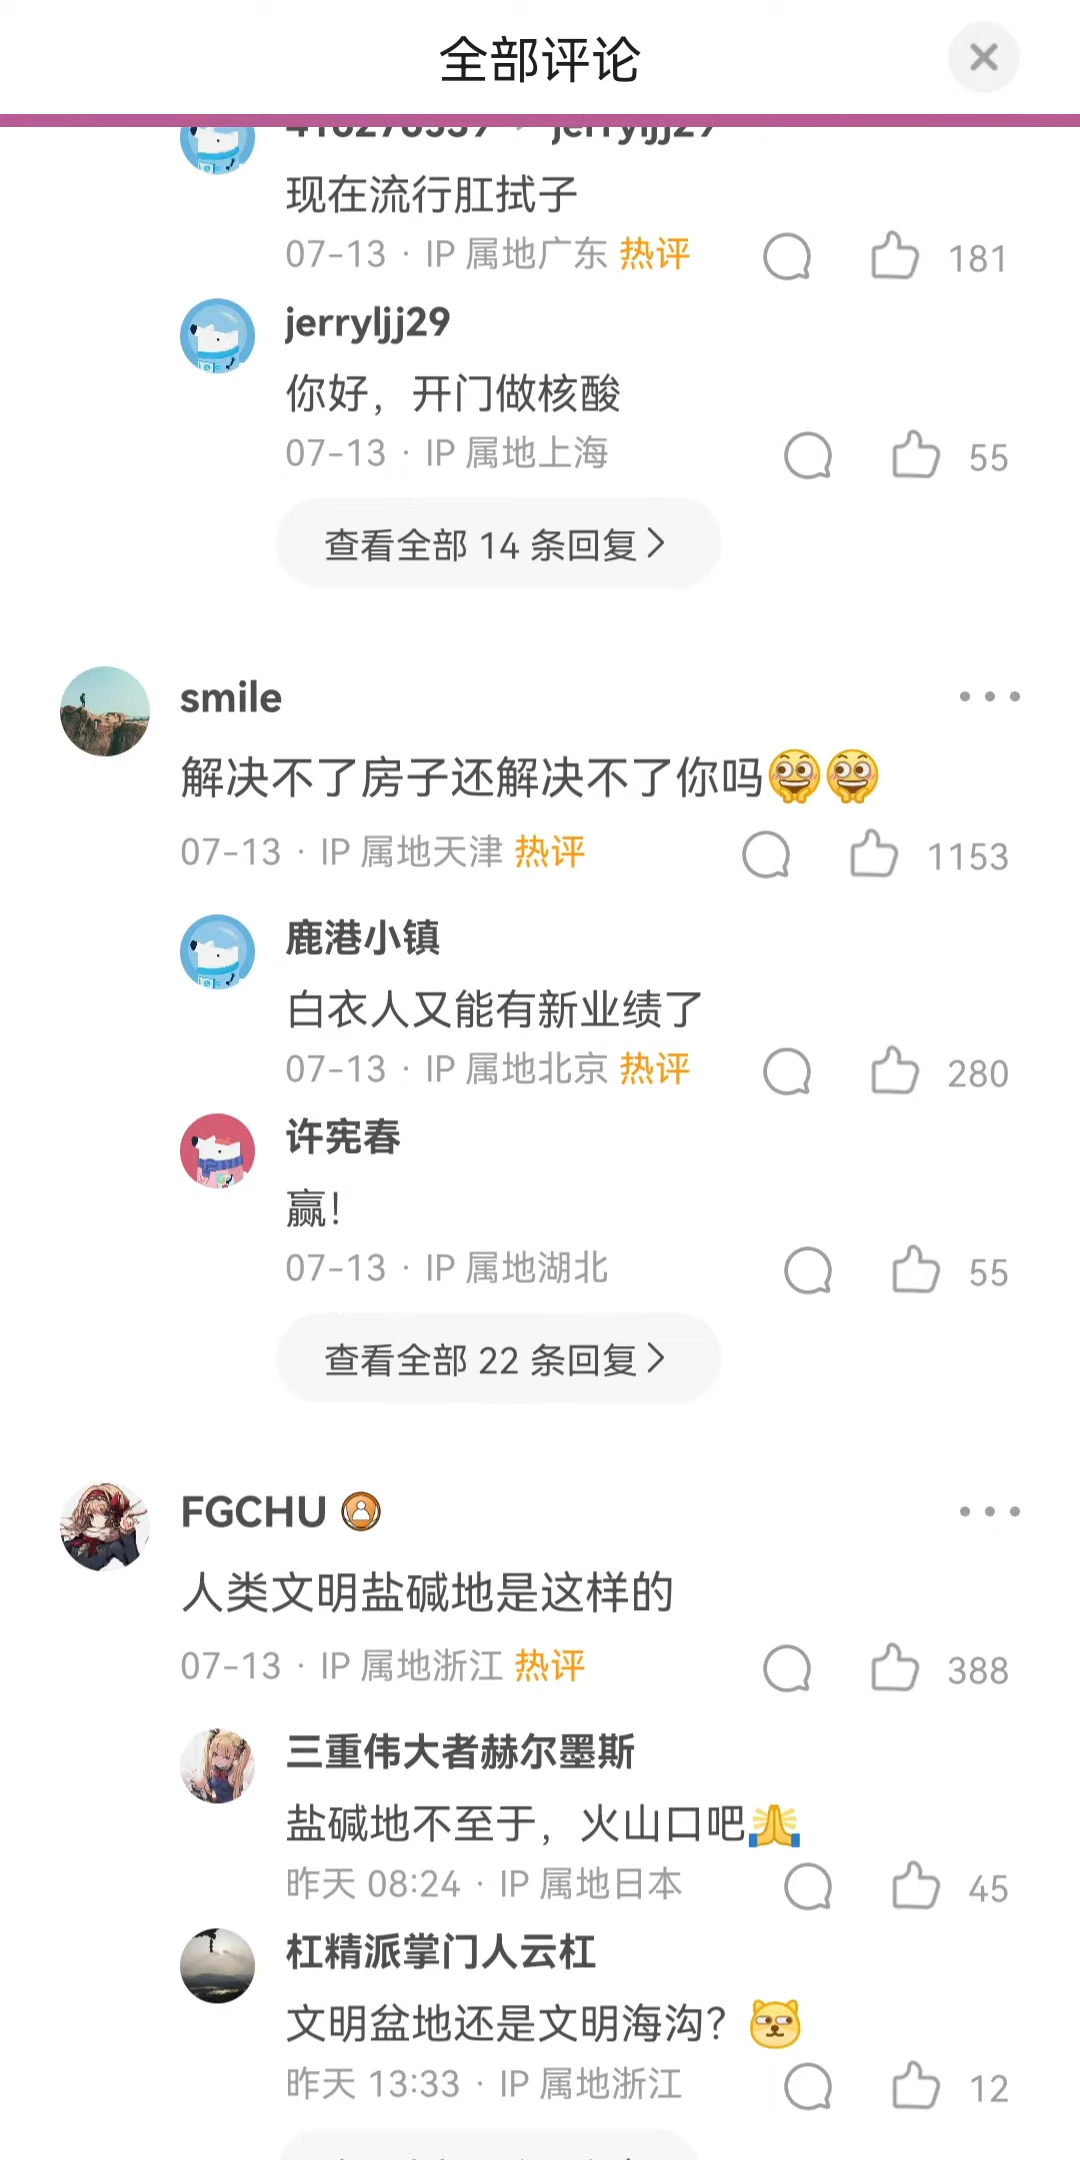 全部评论
现在流行肛拭子
07-13 · IP 属地广东 热评 181
jerryljj29
你好，开门做核酸
07-13 · IP 属地上海 55
查看全部 14 条回复
smile
解决不了房子还解决不了你吗
07-13 · IP 属地天津 热评 1153
鹿港小镇
白衣人又能有新业绩了
07-13 · IP 属地北京 热评 280
许宪春
赢！
07-13 · IP 属地湖北 55
查看全部 22 条回复
FGCHU
人类文明盐碱地是这样的
07-13 · IP 属地浙江 热评 388
三重伟大者赫尔墨斯
盐碱地不至于，火山口吧
昨天 08:24 · IP 属地日本 45
杠精派掌门人云杠
文明盆地还是文明海沟？
昨天 13:33 · IP 属地浙江 12